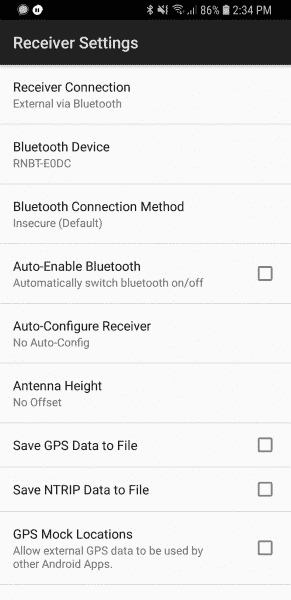 86% 2:34 PM
Receiver Settings
Receiver Connection
External via Bluetooth
Bluetooth Device
RNBT-E0DC
Bluetooth Connection Method
Insecure (Default)
Auto-Enable Bluetooth
Automatically switch bluetooth on/off
Auto-Configure Receiver
No Auto-Config
Antenna Height
No Offset
Save GPS Data to File
Save NTRIP Data to File
GPS Mock Locations
Allow external GPS data to be used by
other Android Apps.